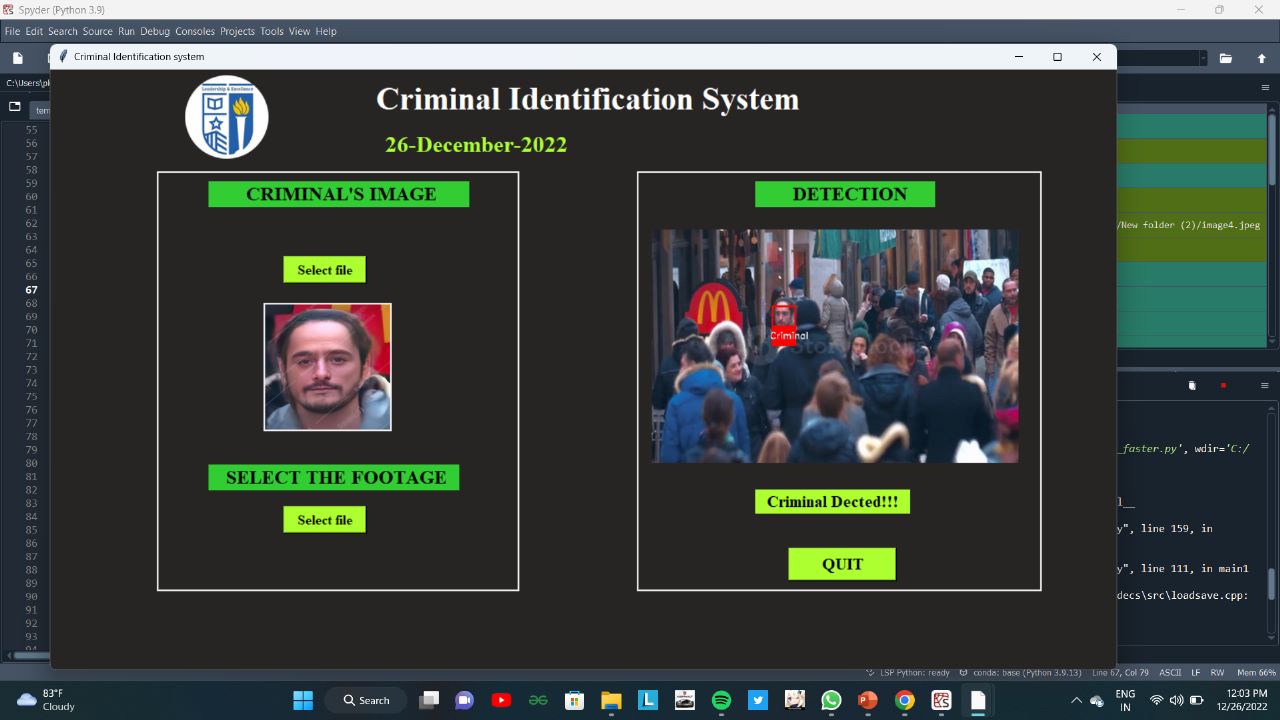 Spyder (Python 3.9)
File Edit Search Source Run Debug Consoles Projects Tools View Help
Criminal Identification system
C:\Users\p
Leadership & Excellence
Criminal Identification System
26-December-2022
tem
55
56
57
58
59
60
61
62
63
64
65
66
67
68
69
70
71
72
73
74
75
76
77
78
79
80
81
82
83
84
85
86
87
88
89
90
91
92
93
94
CRIMINAL'S IMAGE
Select file
SELECT THE FOOTAGE
Select file
DETECTION
Criminal
Criminal Dected!!!
QUIT
/New folder (2)/image4.jpeg
_faster.py', wdir='C:/
l__
y", line 159, in
y", line 111, in main1
decs\src\loadsave.cpp:
LSP Python: ready conda: base (Python 3.9.13) Line 67, Col 79 ASCII LF RW Mem 66%
83°F
Cloudy
Search
ENG
IN
12:03 PM
12/26/2022